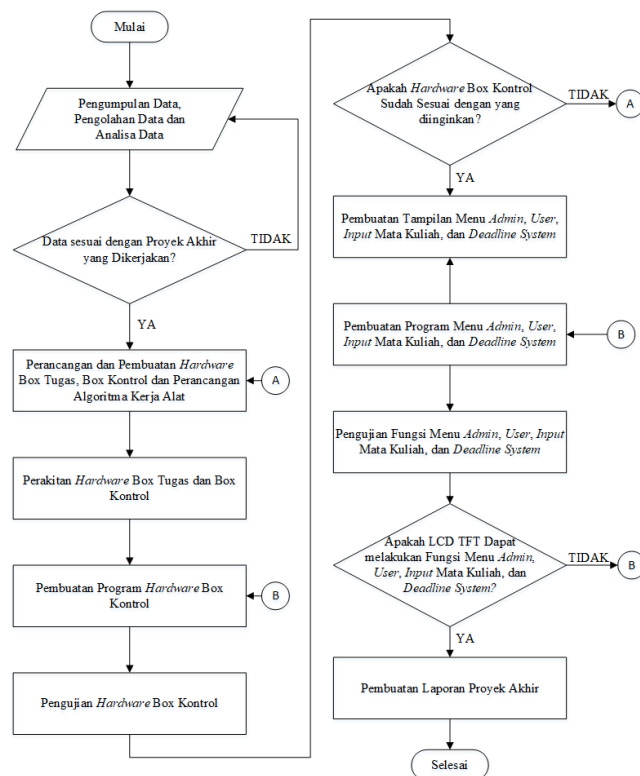 Mulai
Pengumpulan Data,
Pengolahan Data dan
Analisa Data
Data sesuai dengan Proyek Akhir
yang Dikerjakan?
TIDAK
YA
Perancangan dan Pembuatan Hardware
Box Tugas, Box Kontrol dan Perancangan
Algoritma Kerja Alat
A
Perakitan Hardware Box Tugas dan Box
Kontrol
Pembuatan Program Hardware Box
Kontrol
B
Pengujian Hardware Box Kontrol
Apakah Hardware Box Kontrol
Sudah Sesuai dengan yang
diinginkan?
TIDAK
A
YA
Pembuatan Tampilan Menu Admin, User,
Input Mata Kuliah, dan Deadline System
Pembuatan Program Menu Admin, User,
Input Mata Kuliah, dan Deadline System
B
Pengujian Fungsi Menu Admin, User, Input
Mata Kuliah, dan Deadline System
Apakah LCD TFT Dapat
melakukan Fungsi Menu Admin,
User, Input Mata Kuliah, dan
Deadline System?
TIDAK
B
YA
Pembuatan Laporan Proyek Akhir
Selesai